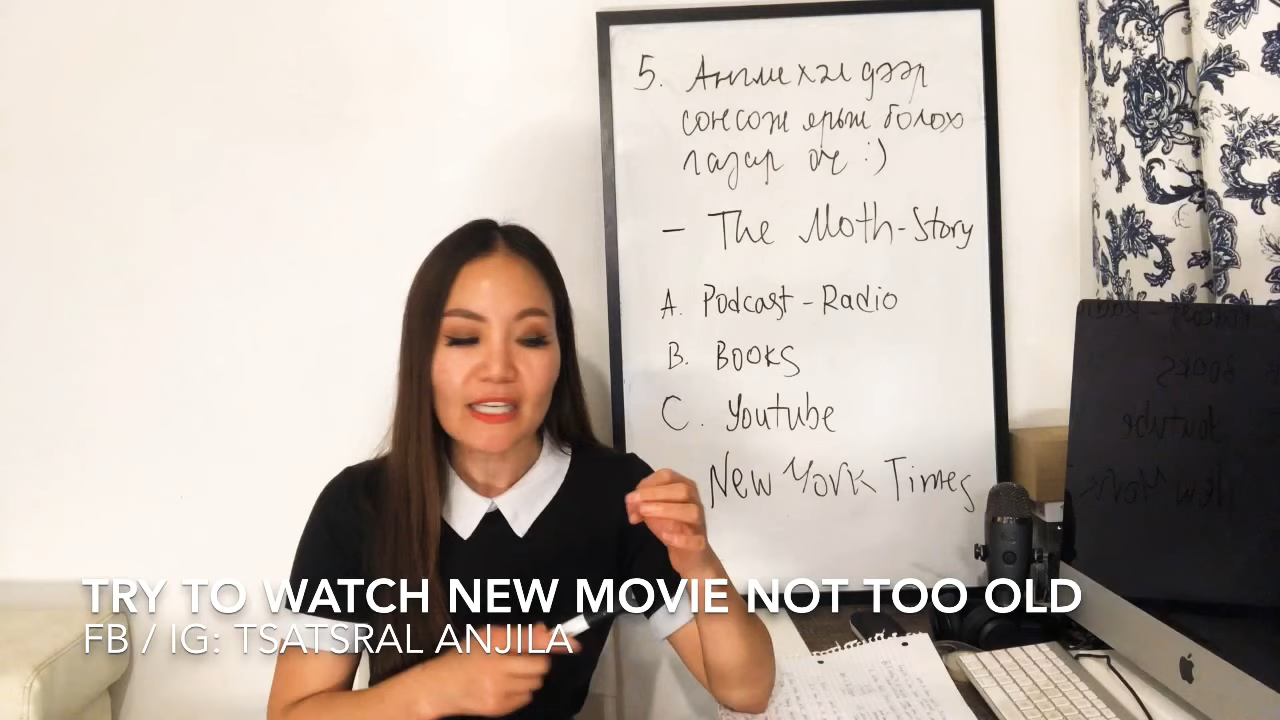 5. Англи хэл дээр
сонсож ярьж болох
газар оч :)
- The Moth-Story
A. Podcast - Radio
B. BOOKS
C. Youtube
New York Times
TRY TO WATCH NEW MOVIE NOT TOO OLD
FB / IG: TSATSRAL ANJILA